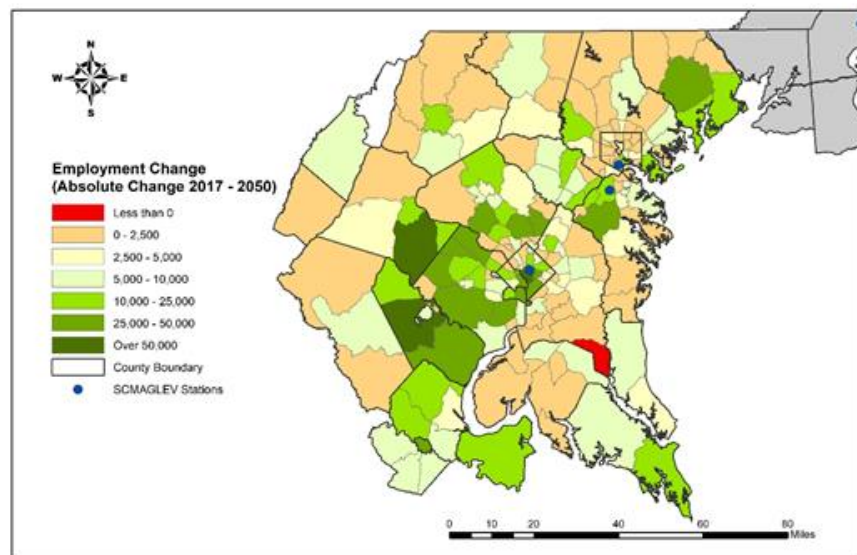 N
W E
S
Employment Change
(Absolute Change 2017 - 2050)
Less than 0
0 - 2,500
2,500 - 5,000
5,000 - 10,000
10,000 - 25,000
25,000 - 50,000
Over 50,000
County Boundary
SCMAGLEV Stations
0 10 20 40 60 80
Miles